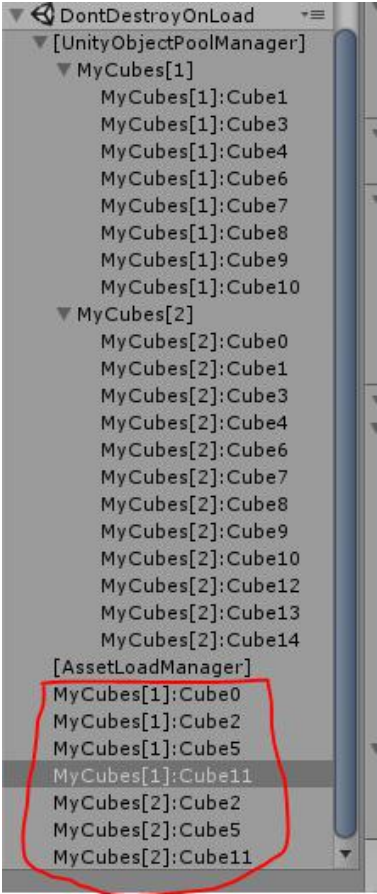 DontDestroyOnLoad
[UnityObjectPoolManager]
MyCubes[1]
MyCubes[1]:Cube1
MyCubes[1]:Cube3
MyCubes[1]:Cube4
MyCubes[1]:Cube6
MyCubes[1]:Cube7
MyCubes[1]:Cube8
MyCubes[1]:Cube9
MyCubes[1]:Cube10
MyCubes[2]
MyCubes[2]:Cube0
MyCubes[2]:Cube1
MyCubes[2]:Cube3
MyCubes[2]:Cube4
MyCubes[2]:Cube6
MyCubes[2]:Cube7
MyCubes[2]:Cube8
MyCubes[2]:Cube9
MyCubes[2]:Cube10
MyCubes[2]:Cube12
MyCubes[2]:Cube13
MyCubes[2]:Cube14
[AssetLoadManager]
MyCubes[1]:Cube0
MyCubes[1]:Cube2
MyCubes[1]:Cube5
MyCubes[1]:Cube11
MyCubes[2]:Cube2
MyCubes[2]:Cube5
MyCubes[2]:Cube11